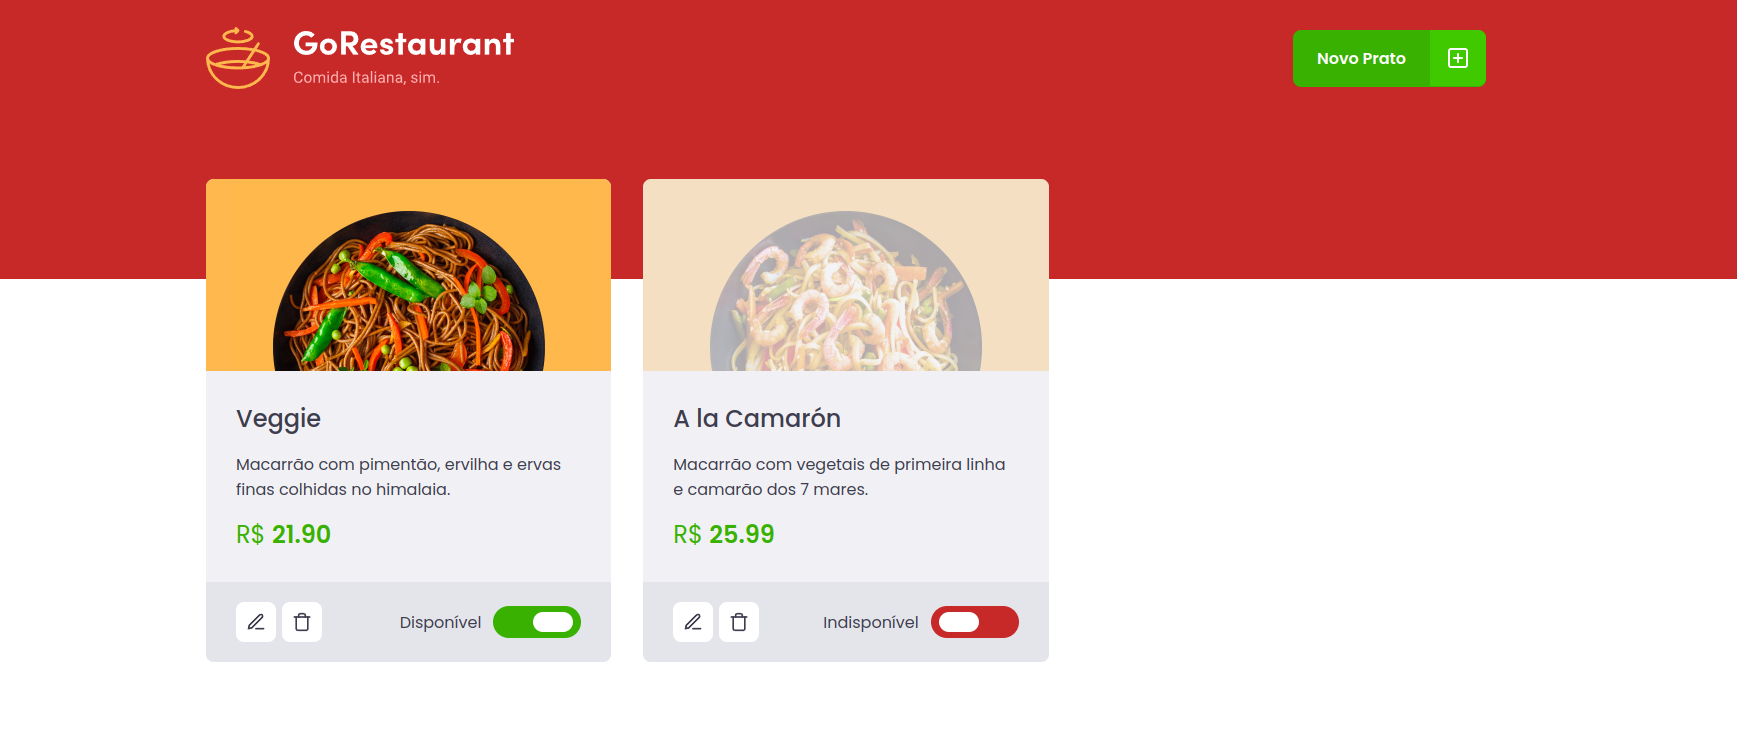 GoRestaurant
Comida Italiana, sim.
Novo Prato
Veggie
Macarrão com pimentão, ervilha e ervas
finas colhidas no himalaia.
R$ 21.90
Disponível
A la Camarón
Macarrão com vegetais de primeira linha
e camarão dos 7 mares.
R$ 25.99
Indisponível